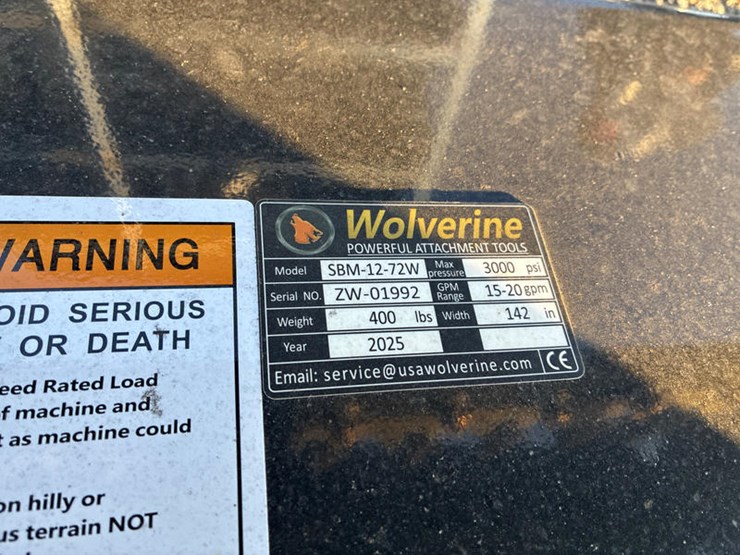 WARNING
OID SERIOUS
OR DEATH
eed Rated Load
f machine and
t as machine could
on hilly or
us terrain NOT
Wolverine
POWERFUL ATTACHMENT TOOLS
Model SBM-12-72W Max pressure 3000 psi
Serial NO. ZW-01992 GPM Range 15-20 gpm
Weight 400 lbs Width 142 in
Year 2025
Email: service@usawolverine.com CE